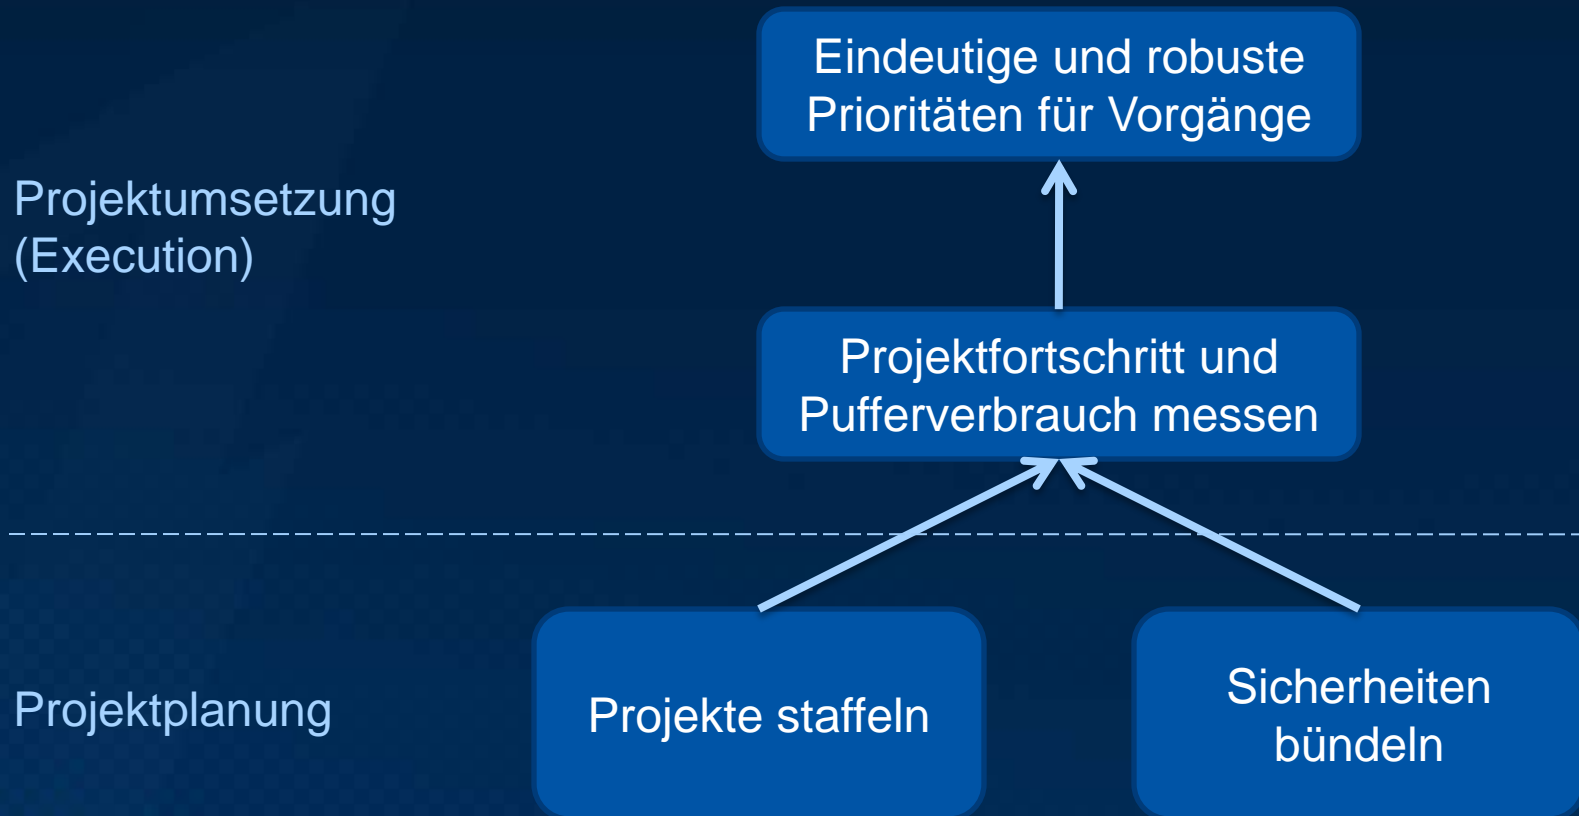 Eindeutige und robuste
Prioritäten für Vorgänge
Projektumsetzung
(Execution)
Projektfortschritt und
Pufferverbrauch messen
Projektplanung
Projekte staffeln
Sicherheiten
bündeln